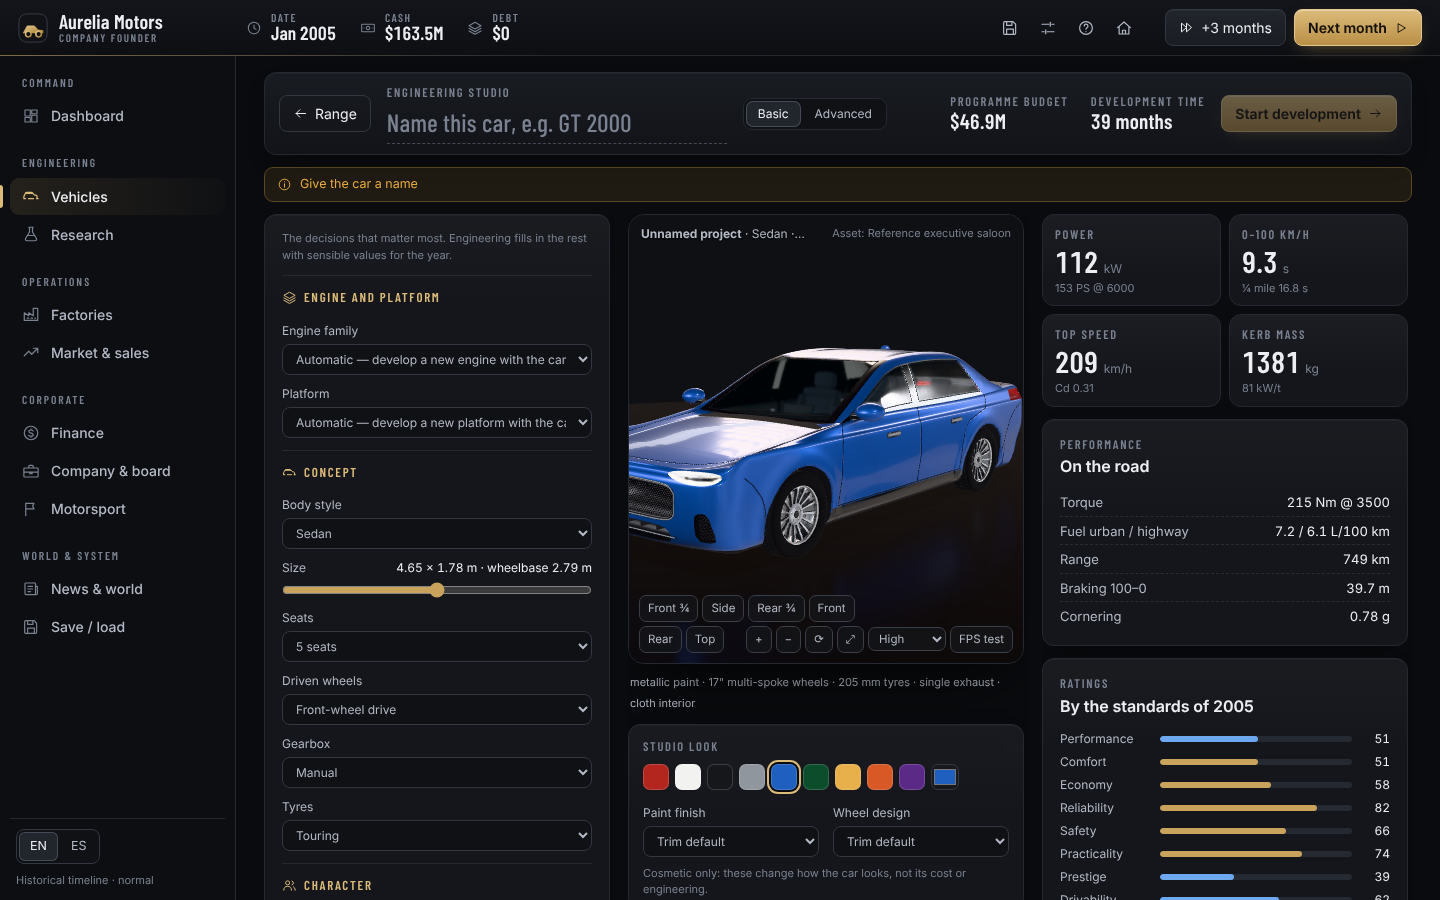 Aurelia Motors
COMPANY FOUNDER
DATE
Jan 2005
CASH
$163.5M
DEBT
$0
+3 months
Next month
COMMAND
Dashboard
ENGINEERING
Vehicles
Research
OPERATIONS
Factories
Market & sales
CORPORATE
Finance
Company & board
Motorsport
WORLD & SYSTEM
News & world
Save / load
EN ES
Historical timeline · normal
← Range
ENGINEERING STUDIO
Name this car, e.g. GT 2000
Basic Advanced
PROGRAMME BUDGET
$46.9M
DEVELOPMENT TIME
39 months
Start development →
Give the car a name
The decisions that matter most. Engineering fills in the rest
with sensible values for the year.
ENGINE AND PLATFORM
Engine family
Automatic — develop a new engine with the car
Platform
Automatic — develop a new platform with the ca
CONCEPT
Body style
Sedan
Size 4.65 × 1.78 m · wheelbase 2.79 m
Seats
5 seats
Driven wheels
Front-wheel drive
Gearbox
Manual
Tyres
Touring
CHARACTER
Unnamed project · Sedan ·...
Asset: Reference executive saloon
Front ¾ Side Rear ¾ Front
Rear Top + − ⟳ ⤢ High FPS test
metallic paint · 17" multi-spoke wheels · 205 mm tyres · single exhaust ·
cloth interior
STUDIO LOOK
Paint finish Wheel design
Trim default Trim default
Cosmetic only: these change how the car looks, not its cost or
engineering.
POWER
112 kW
153 PS @ 6000
0–100 KM/H
9.3 s
¼ mile 16.8 s
TOP SPEED
209 km/h
Cd 0.31
KERB MASS
1381 kg
81 kW/t
PERFORMANCE
On the road
Torque 215 Nm @ 3500
Fuel urban / highway 7.2 / 6.1 L/100 km
Range 749 km
Braking 100–0 39.7 m
Cornering 0.78 g
RATINGS
By the standards of 2005
Performance 51
Comfort 51
Economy 58
Reliability 82
Safety 66
Practicality 74
Prestige 39
Drivability 62